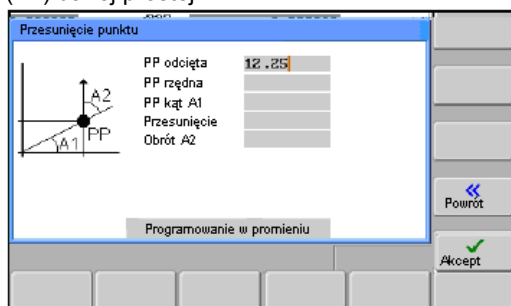 Przesunięcie punktu
PP odcięta 12.25
PP rzędna
PP kąt A1
Przesunięcie
Obrót A2
A2
A1
PP
Programowanie w promieniu
Powrót
Akcept